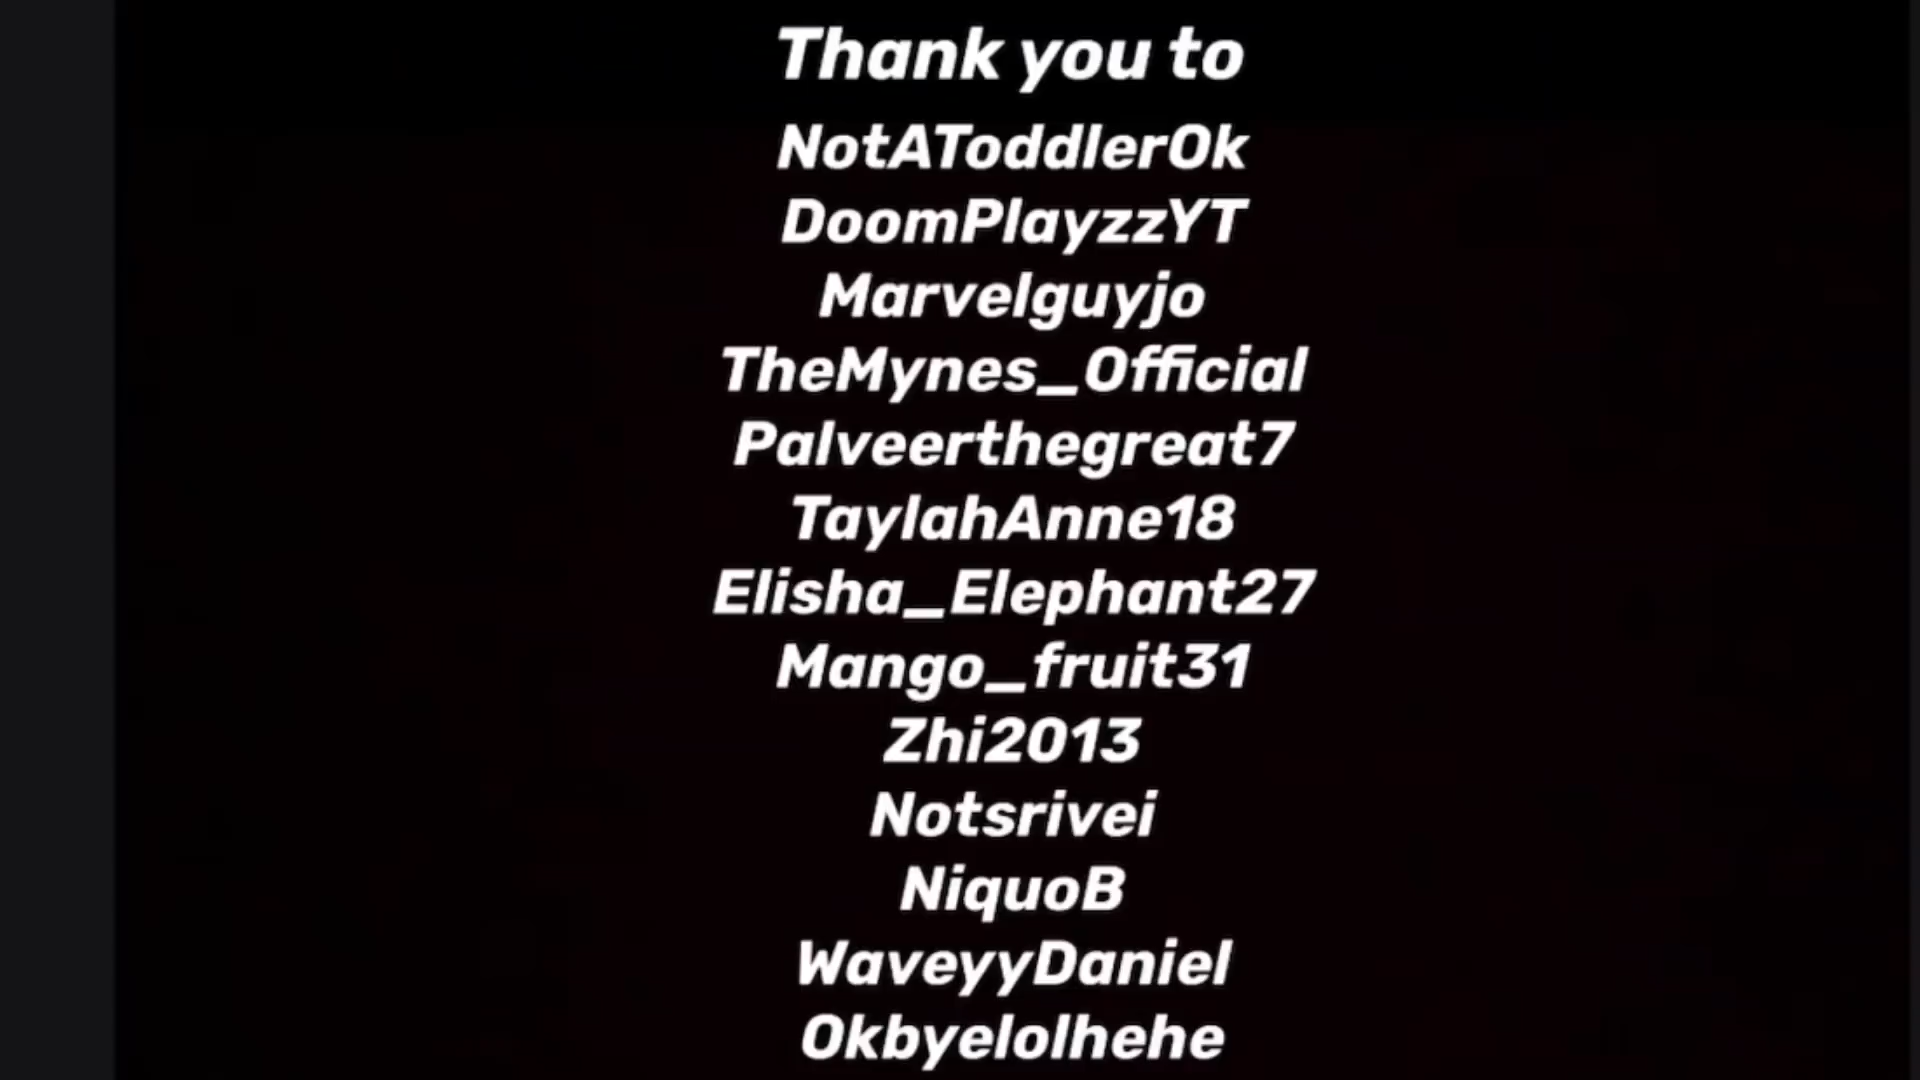 Thank you to
NotAToddlerOk
DoomPlayzzYT
Marvelguyjo
TheMynes_Official
Palveerthegreat7
TaylahAnne18
Elisha_Elephant27
Mango_fruit31
Zhi2013
Notsrivei
NiquoB
WaveyyDaniel
Okbyelolhehe